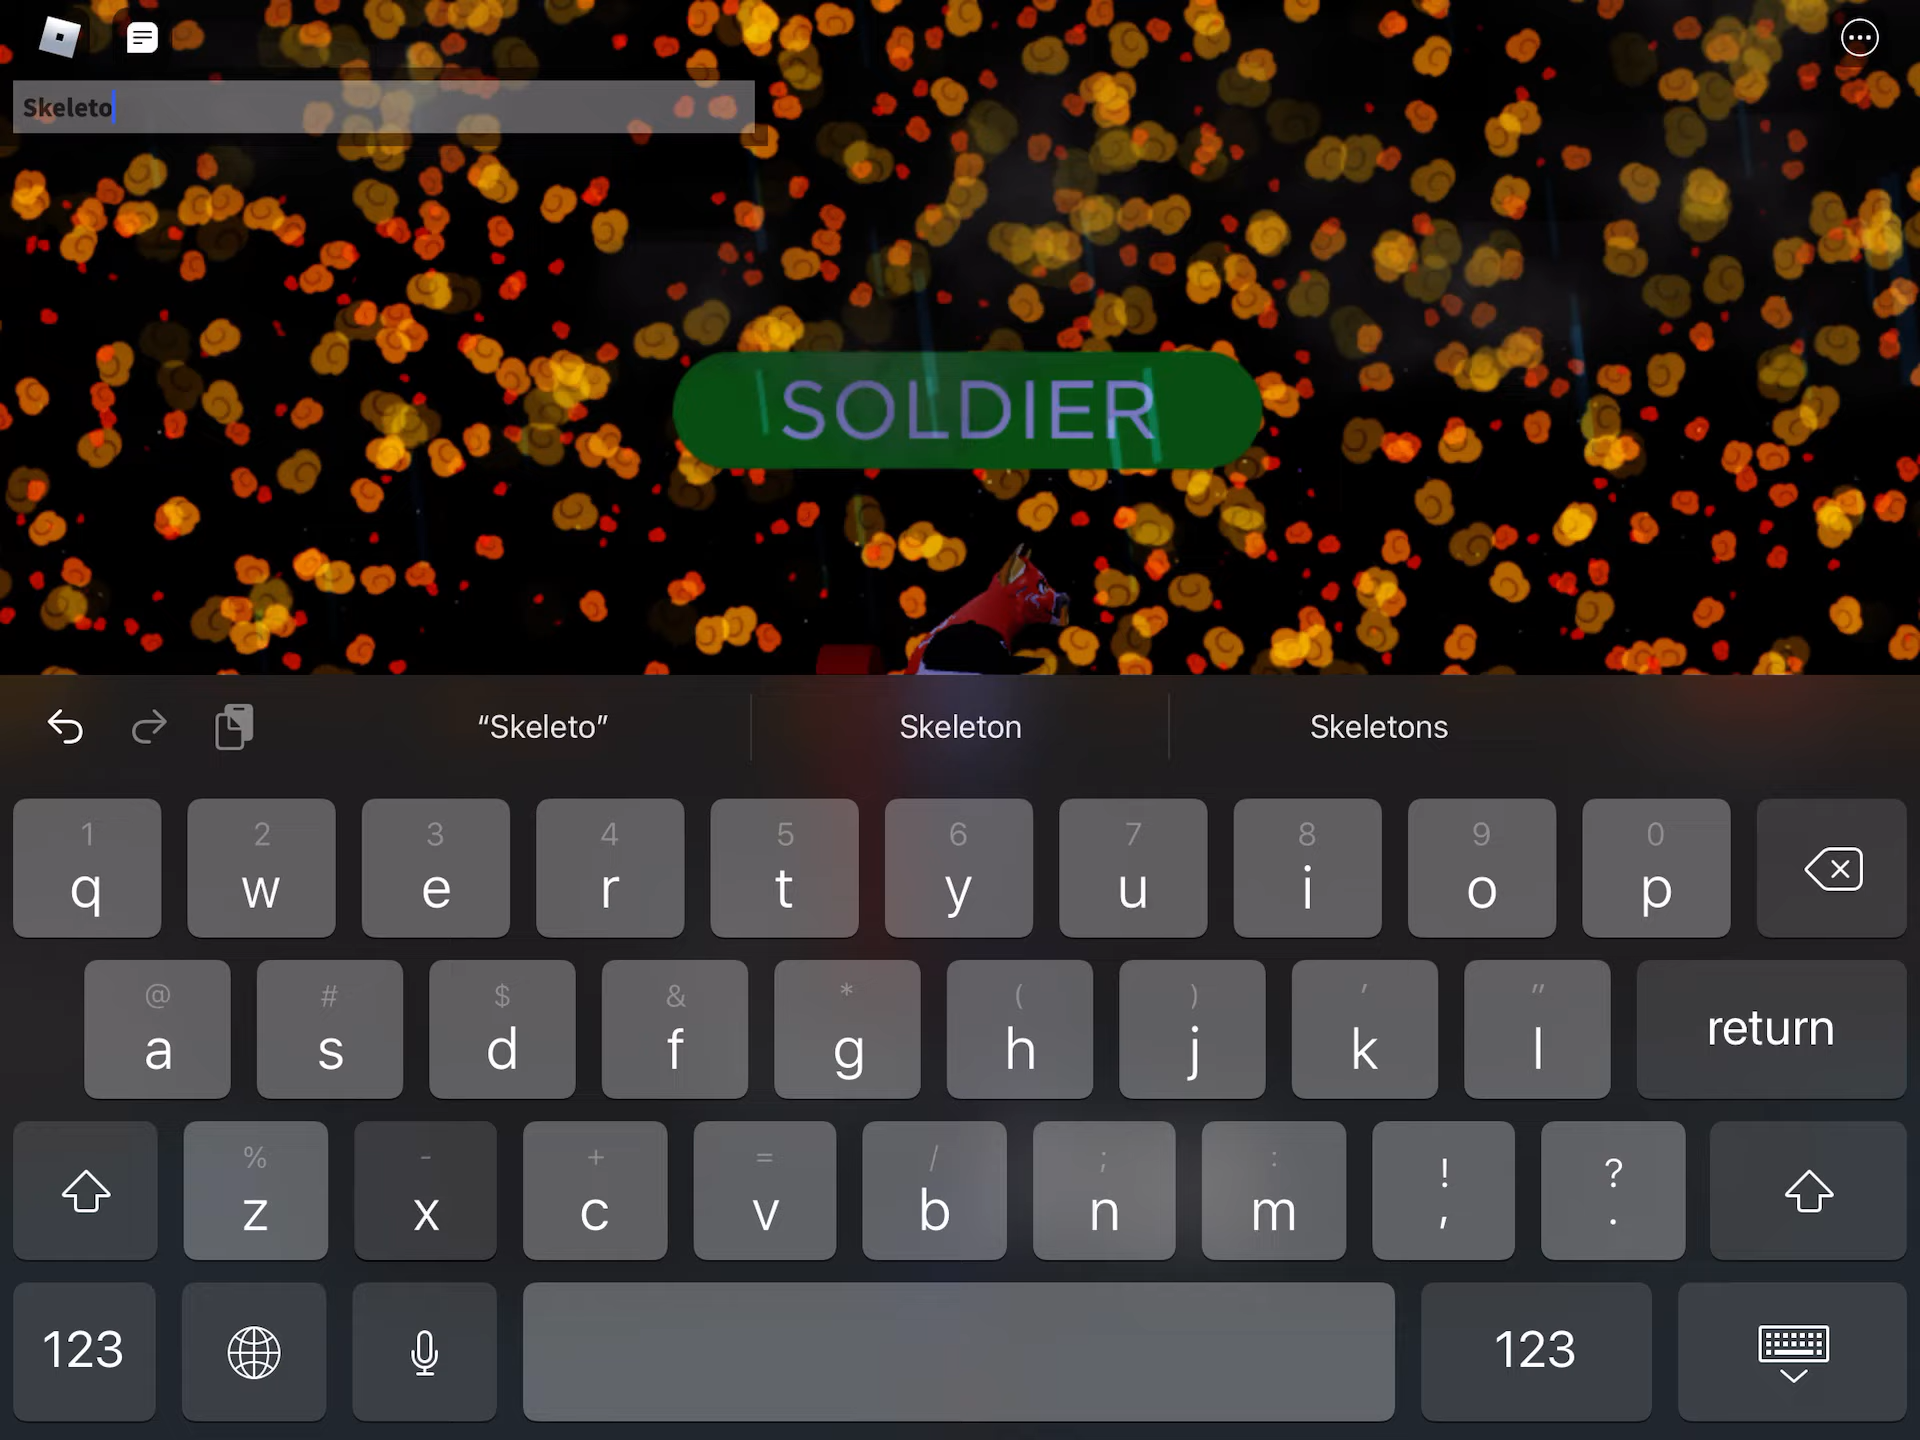 Skeleto
SOLDIER
“Skeleto” Skeleton Skeletons
1 2 3 4 5 6 7 8 9 0
q w e r t y u i o p
@ # $ & * ( ) ' "
a s d f g h j k l return
% - + = / ; : ! ?
z x c v b n m , .
123 123